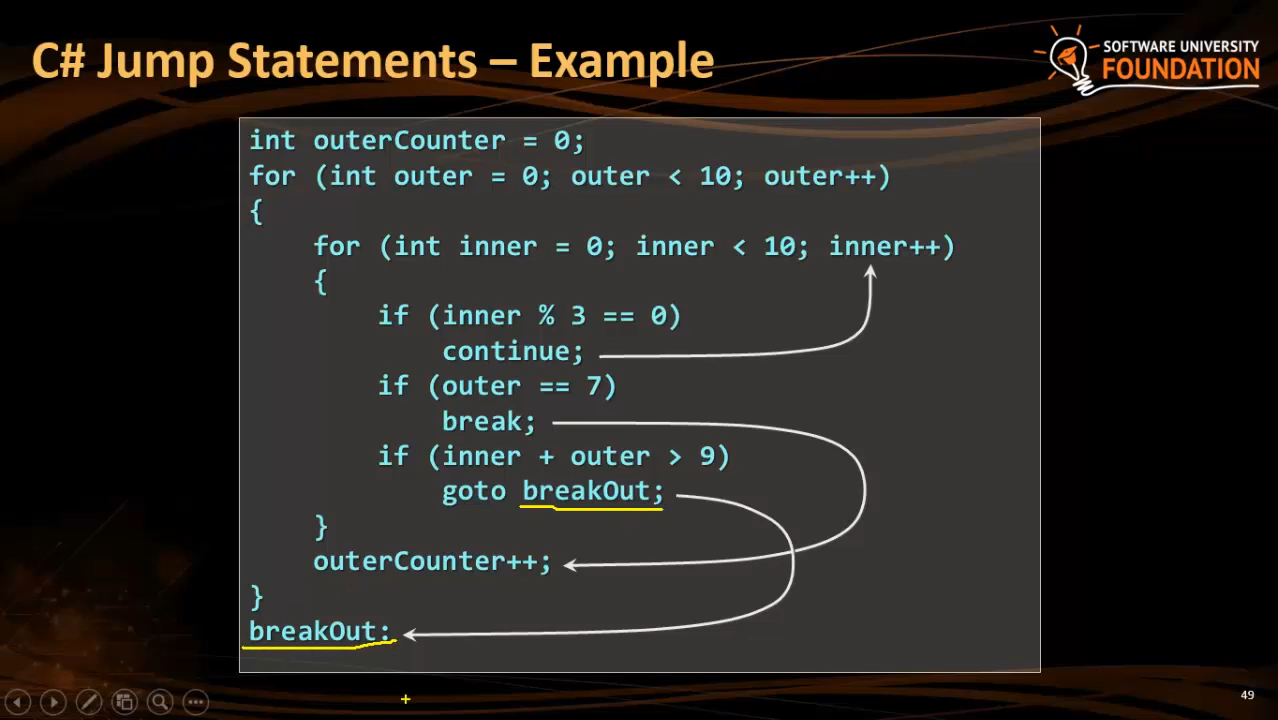 C# Jump Statements – Example
SOFTWARE UNIVERSITY
FOUNDATION
int outerCounter = 0;
for (int outer = 0; outer < 10; outer++)
{
    for (int inner = 0; inner < 10; inner++)
    {
        if (inner % 3 == 0)
            continue;
        if (outer == 7)
            break;
        if (inner + outer > 9)
            goto breakOut;
    }
    outerCounter++;
}
breakOut:
49